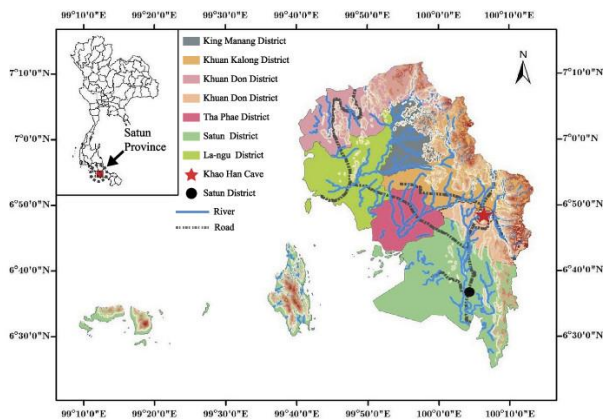 99°10'0"E 99°20'0"E 99°30'0"E 99°40'0"E 99°50'0"E 100°0'0"E 100°10'0"E
7°10'0"N
7°0'0"N
6°50'0"N
6°40'0"N
6°30'0"N
Satun
Province
King Manang District
Khuan Kalong District
Khuan Don District
Khuan Don District
Tha Phae District
Satun District
La-ngu District
Khao Han Cave
Satun District
River
Road
N
7°10'0"N
7°0'0"N
6°50'0"N
6°40'0"N
6°30'0"N
99°10'0"E 99°20'0"E 99°30'0"E 99°40'0"E 99°50'0"E 100°0'0"E 100°10'0"E